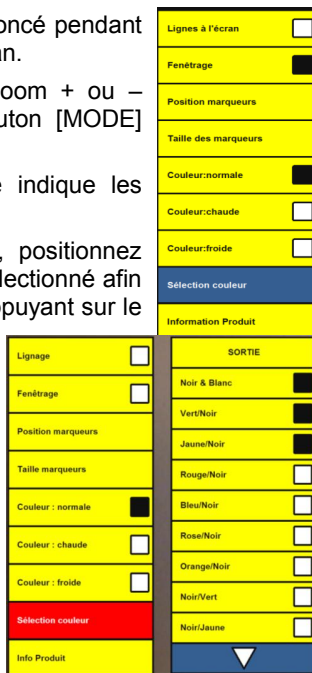 oncé pendant
an.
oom + ou –
uton [MODE]
e indique les
, positionnez
lectionné afin
ppuyant sur le
Lignes à l'écran
Fenêtrage
Position marqueurs
Taille des marqueurs
Couleur:normale
Couleur:chaude
Couleur:froide
Sélection couleur
Information Produit
Lignage
Fenêtrage
Position marqueurs
Taille marqueurs
Couleur : normale
Couleur : chaude
Couleur : froide
Sélection couleur
Info Produit
SORTIE
Noir & Blanc
Vert/Noir
Jaune/Noir
Rouge/Noir
Bleu/Noir
Rose/Noir
Orange/Noir
Noir/Vert
Noir/Jaune